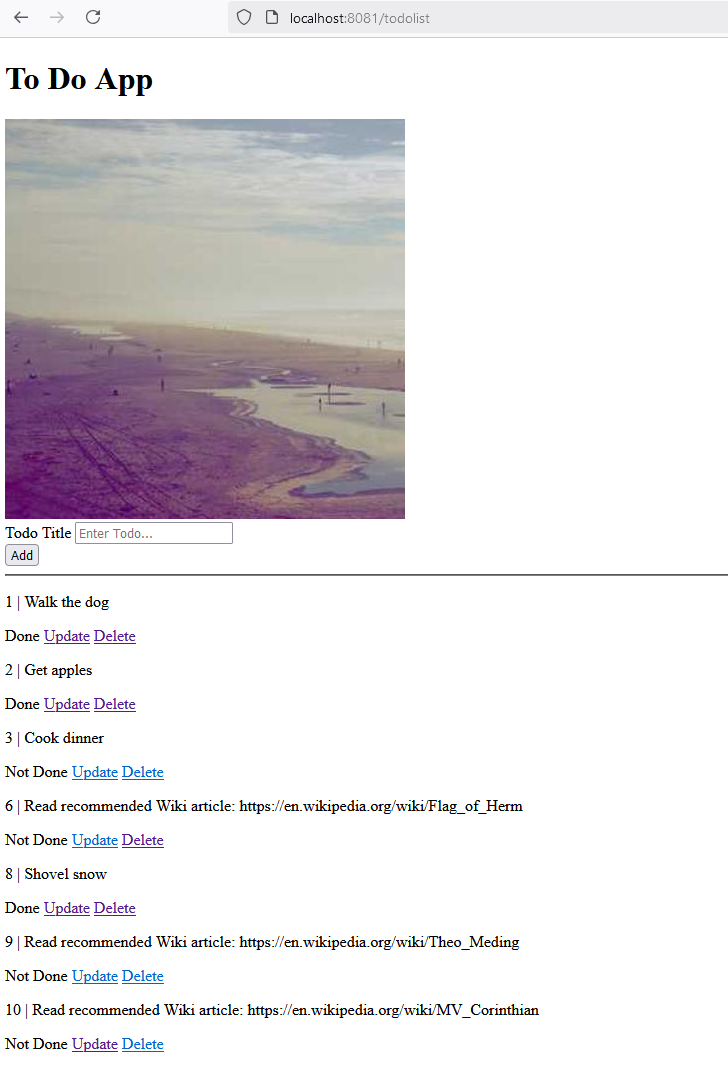 localhost:8081/todolist
To Do App
Todo Title Enter Todo...
Add
1 | Walk the dog
Done Update Delete
2 | Get apples
Done Update Delete
3 | Cook dinner
Not Done Update Delete
6 | Read recommended Wiki article: https://en.wikipedia.org/wiki/Flag_of_Herm
Not Done Update Delete
8 | Shovel snow
Done Update Delete
9 | Read recommended Wiki article: https://en.wikipedia.org/wiki/Theo_Meding
Not Done Update Delete
10 | Read recommended Wiki article: https://en.wikipedia.org/wiki/MV_Corinthian
Not Done Update Delete